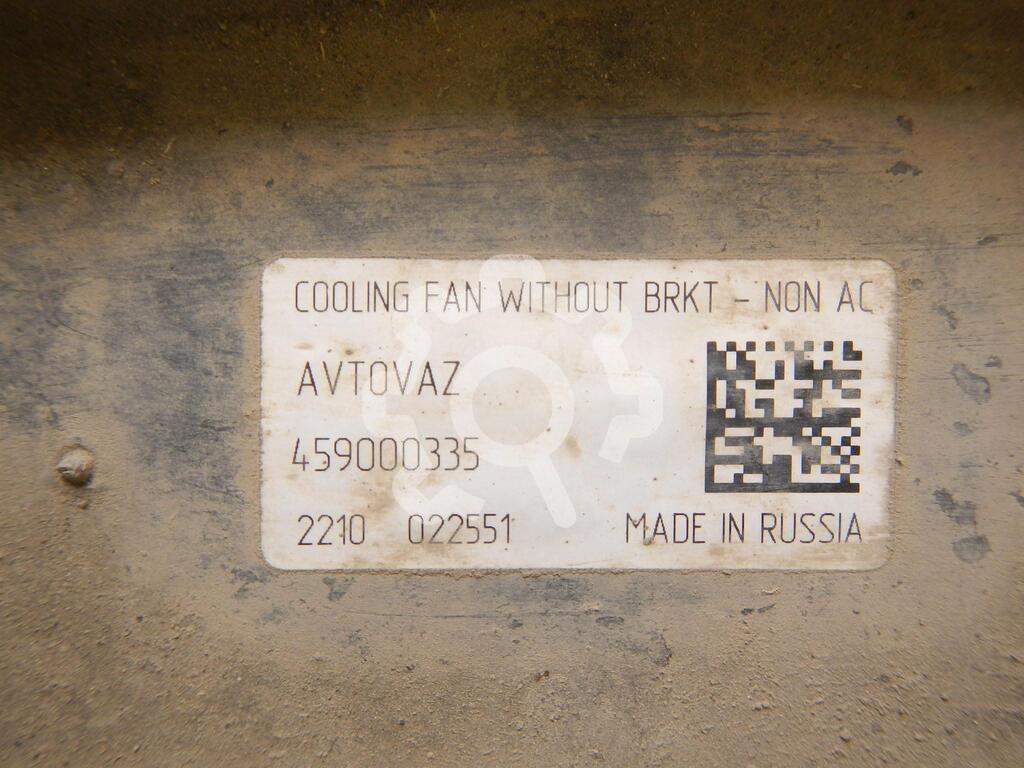 COOLING FAN WITHOUT BRKT - NON AC
AVTOVAZ
459000335
2210 022551
MADE IN RUSSIA